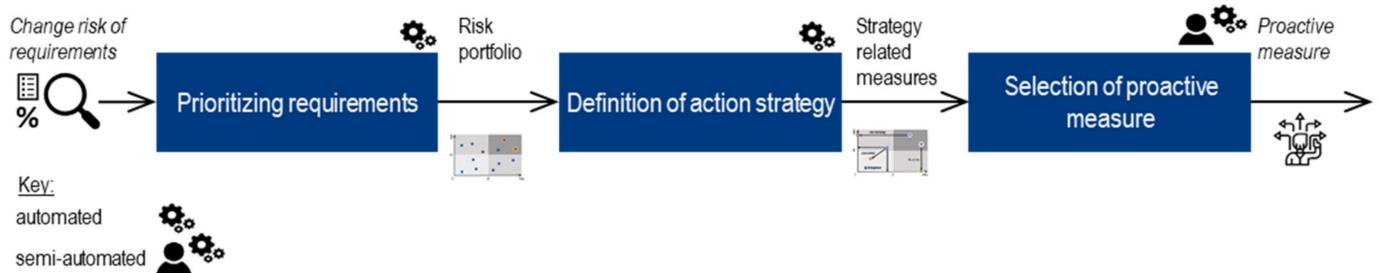 Change risk of
requirements
%
Prioritizing requirements
Risk
portfolio
Definition of action strategy
Strategy
related
measures
Selection of proactive
measure
Proactive
measure
Key:
automated
semi-automated